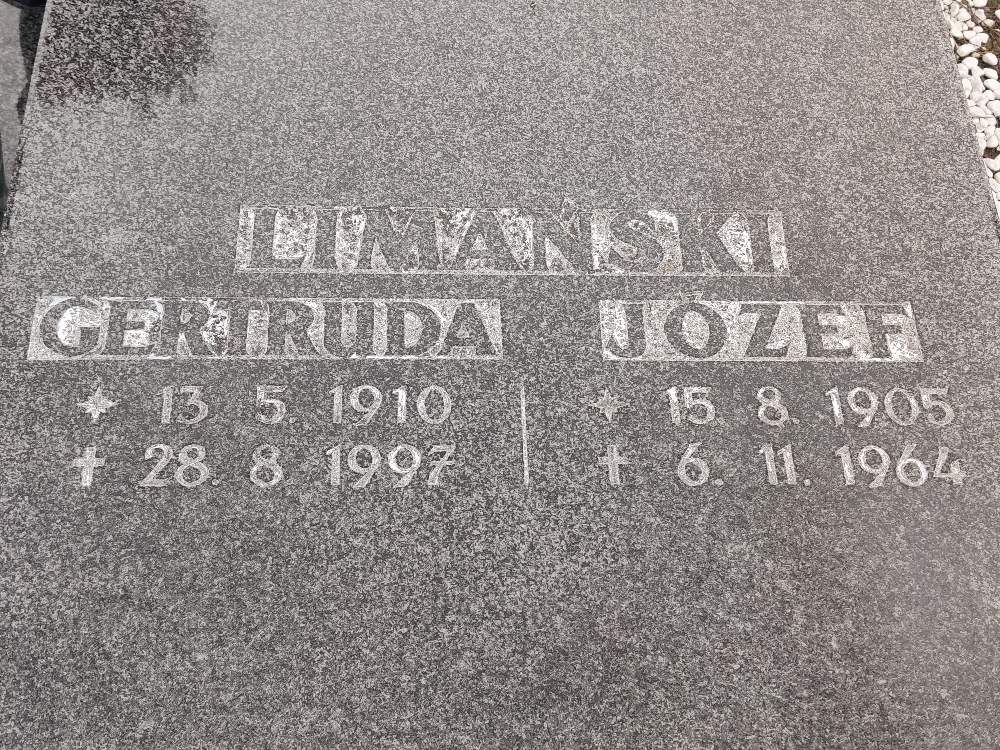 LIMAŃSKI
GERTRUDA JÓZEF
* 13. 5. 1910 * 15. 8. 1905
† 28. 8. 1997 † 6. 11. 1964